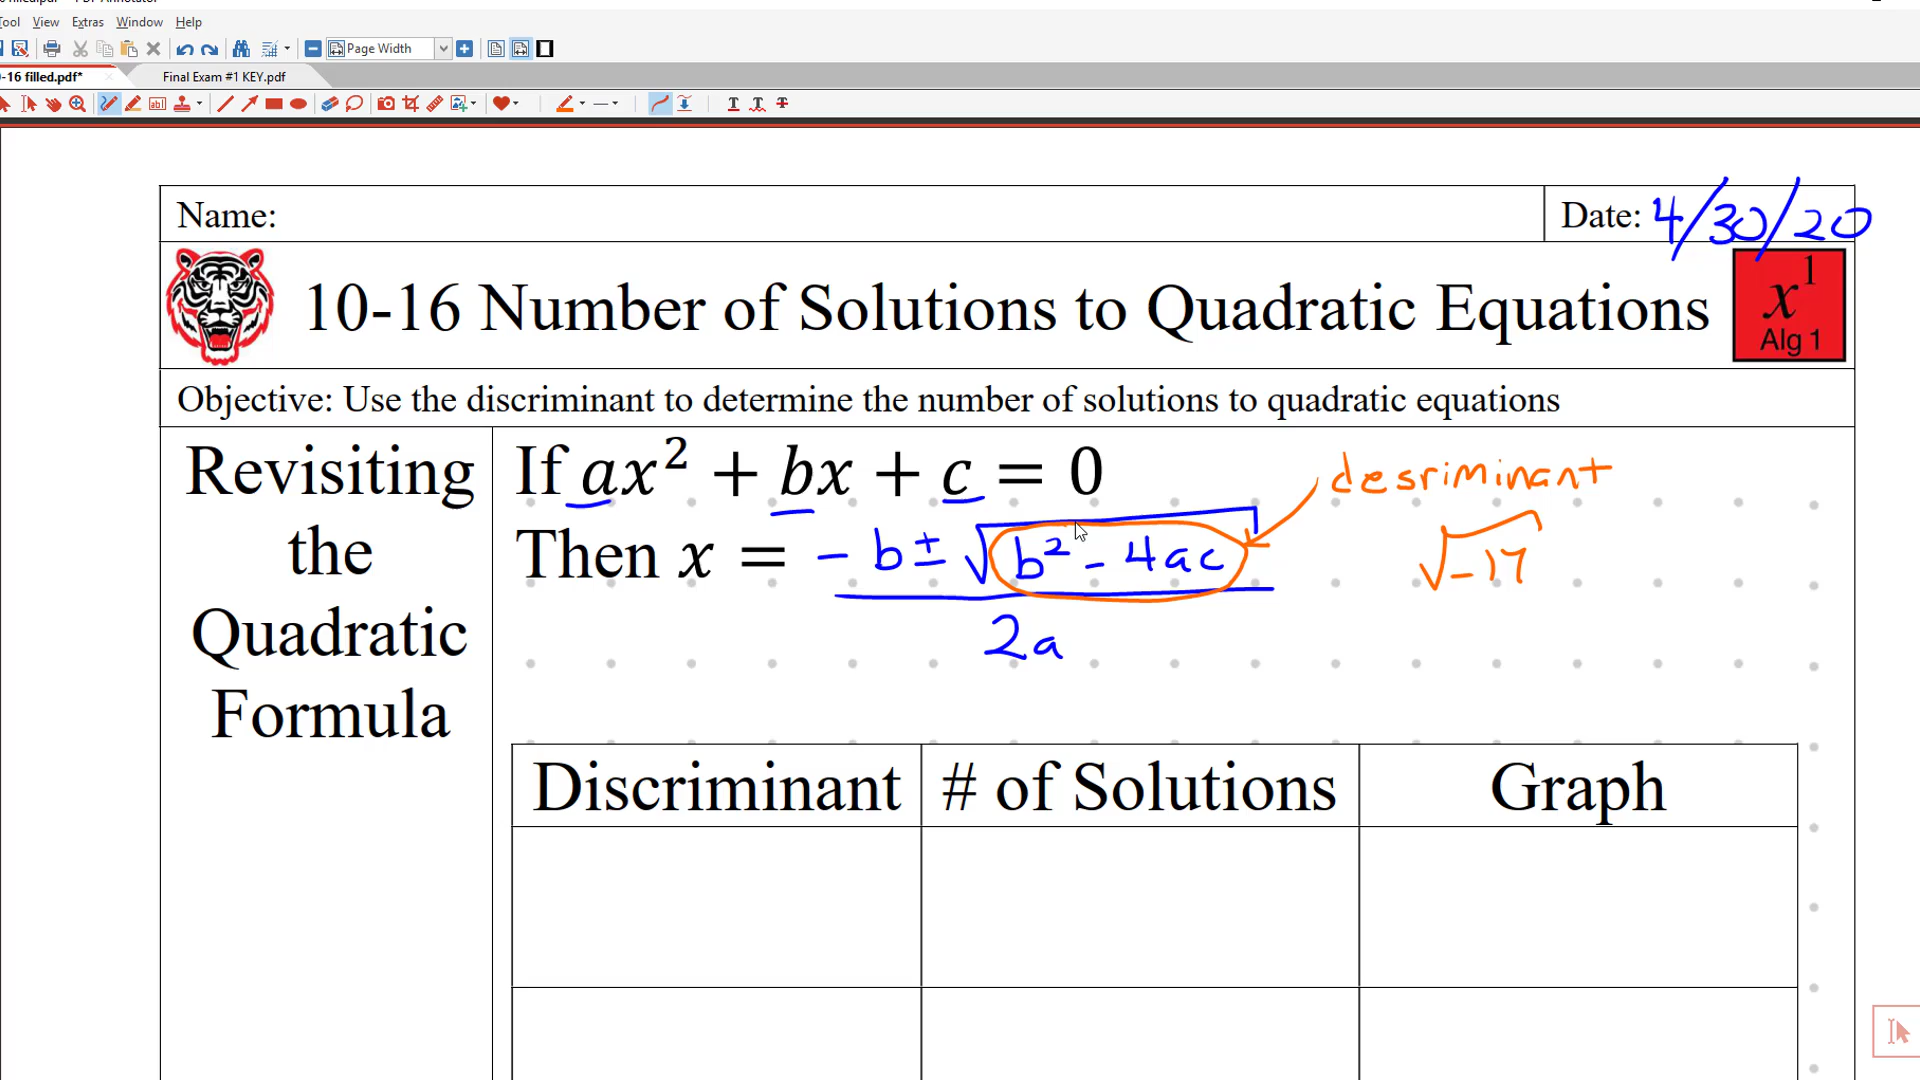 Tool View Extras Window Help
Page Width
-16 filled.pdf* Final Exam #1 KEY.pdf
Name: Date: 4/30/20
10-16 Number of Solutions to Quadratic Equations x¹ Alg 1
Objective: Use the discriminant to determine the number of solutions to quadratic equations
Revisiting the Quadratic Formula
If ax² + bx + c = 0
desriminant
Then x = -b ± √(b² - 4ac)
2a
√-17
Discriminant # of Solutions Graph